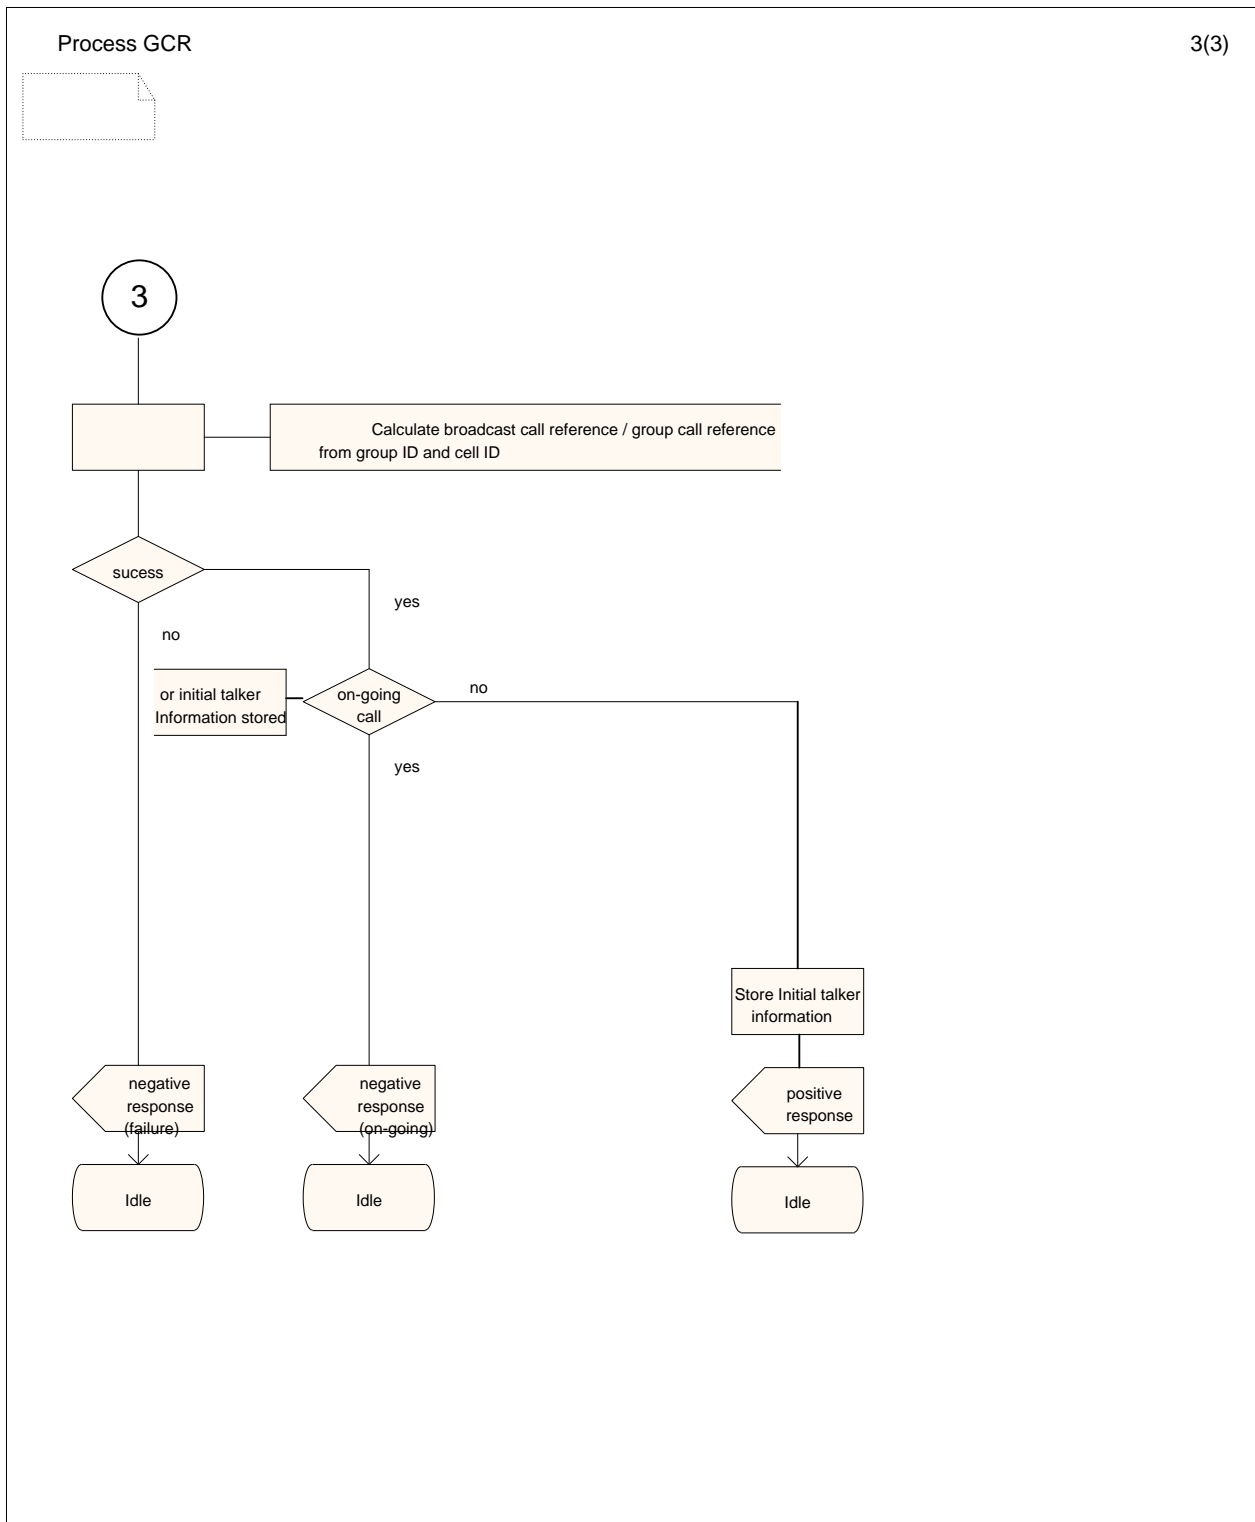 Process GCR
3(3)
3
Calculate broadcast call reference / group call reference
from group ID and cell ID
sucess
yes
no
or initial talker
Information stored
on-going
call
no
yes
Store Initial talker
information
negative
response
(failure)
negative
response
(on-going)
positive
response
Idle
Idle
Idle